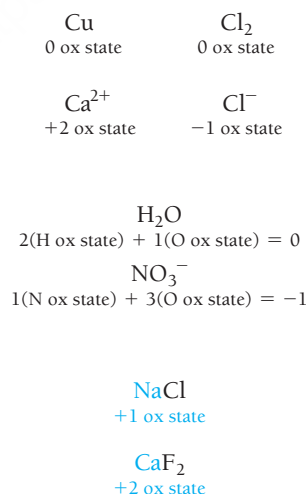 Cu Cl₂
0 ox state 0 ox state
Ca²⁺ Cl⁻
+2 ox state −1 ox state
H₂O
2(H ox state) + 1(O ox state) = 0
NO₃⁻
1(N ox state) + 3(O ox state) = −1
NaCl
+1 ox state
CaF₂
+2 ox state